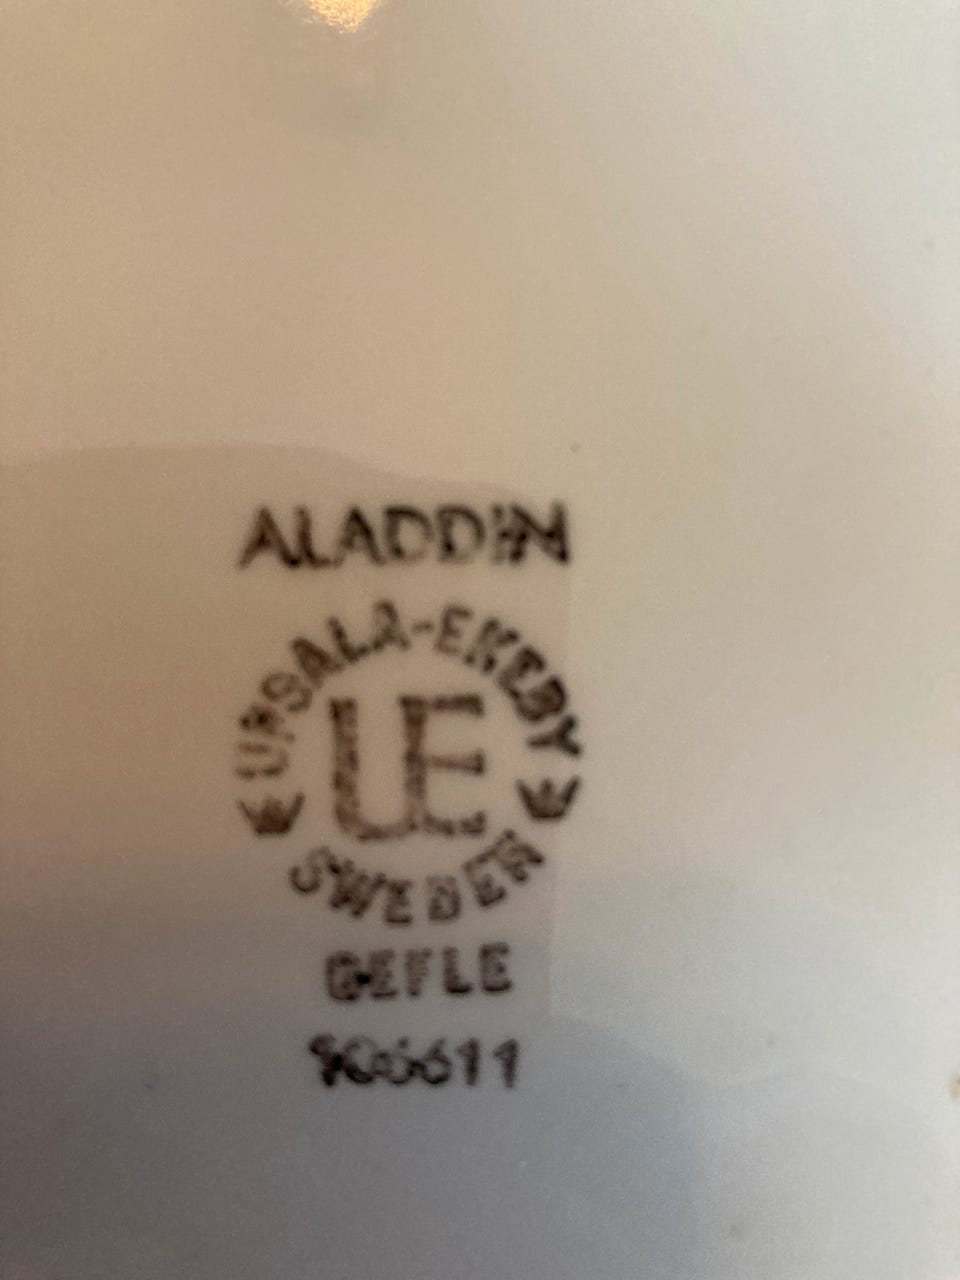 ALADDIN
UPSALA-EKEBY
UE
SWEDEN
GEFLE